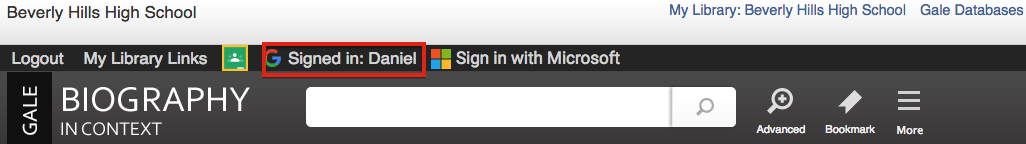 Beverly Hills High School
My Library: Beverly Hills High School Gale Databases
Logout My Library Links Signed in: Daniel Sign in with Microsoft
GALE
BIOGRAPHY
IN CONTEXT
Advanced Bookmark More